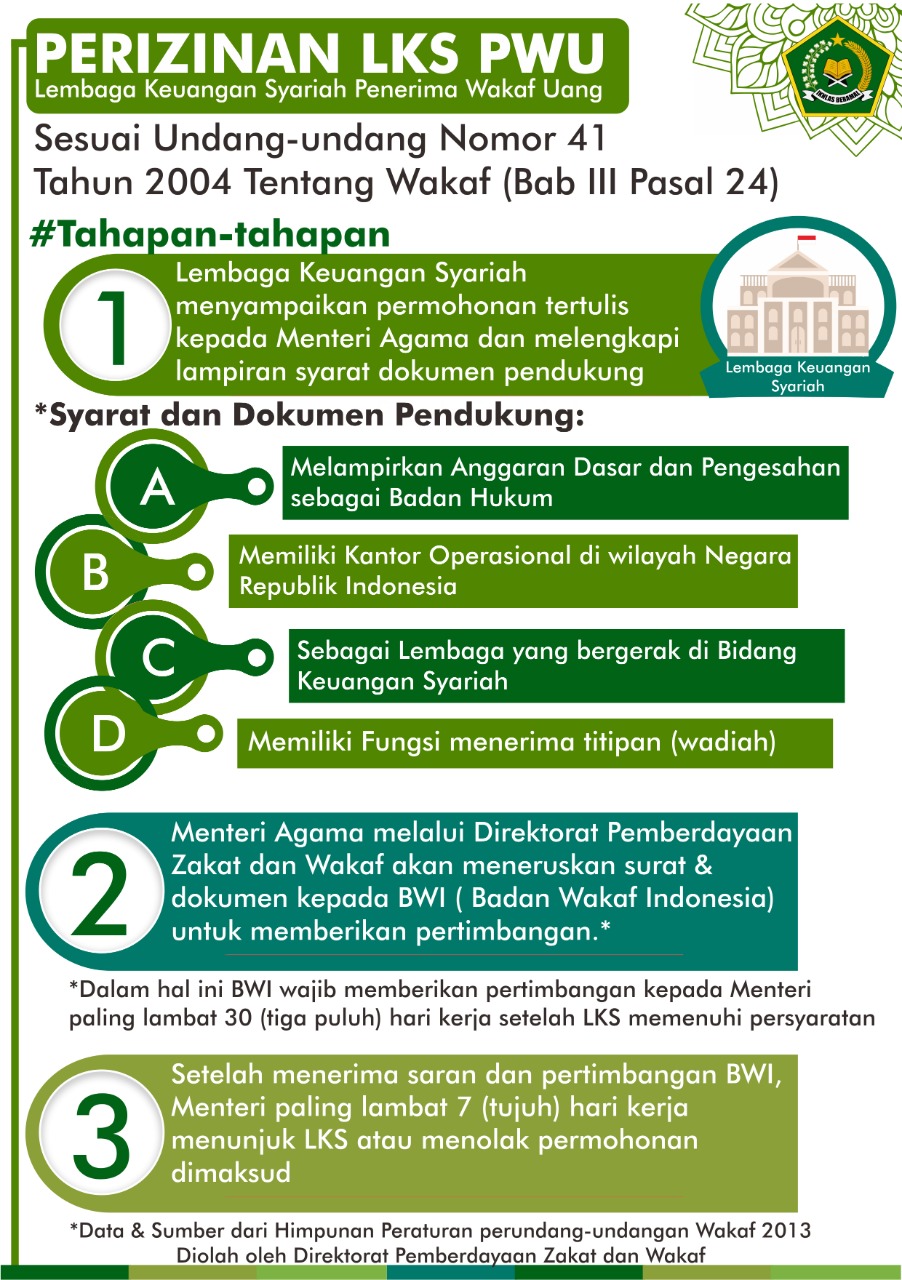 PERIZINAN LKS PWU
Lembaga Keuangan Syariah Penerima Wakaf Uang
IKHLAS BERAMAL
Sesuai Undang-undang Nomor 41
Tahun 2004 Tentang Wakaf (Bab III Pasal 24)
#Tahapan-tahapan
1
Lembaga Keuangan Syariah
menyampaikan permohonan tertulis
kepada Menteri Agama dan melengkapi
lampiran syarat dokumen pendukung
Lembaga Keuangan
Syariah
*Syarat dan Dokumen Pendukung:
A
Melampirkan Anggaran Dasar dan Pengesahan
sebagai Badan Hukum
B
Memiliki Kantor Operasional di wilayah Negara
Republik Indonesia
C
Sebagai Lembaga yang bergerak di Bidang
Keuangan Syariah
D
Memiliki Fungsi menerima titipan (wadiah)
2
Menteri Agama melalui Direktorat Pemberdayaan
Zakat dan Wakaf akan meneruskan surat &
dokumen kepada BWI ( Badan Wakaf Indonesia)
untuk memberikan pertimbangan.*
*Dalam hal ini BWI wajib memberikan pertimbangan kepada Menteri
paling lambat 30 (tiga puluh) hari kerja setelah LKS memenuhi persyaratan
3
Setelah menerima saran dan pertimbangan BWI,
Menteri paling lambat 7 (tujuh) hari kerja
menunjuk LKS atau menolak permohonan
dimaksud
*Data & Sumber dari Himpunan Peraturan perundang-undangan Wakaf 2013
Diolah oleh Direktorat Pemberdayaan Zakat dan Wakaf